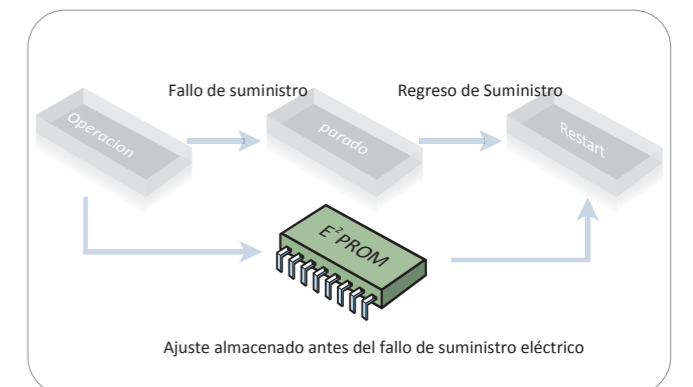 Fallo de suministro
Regreso de Suministro
Operacion
parado
Restart
E²PROM
Ajuste almacenado antes del fallo de suministro eléctrico